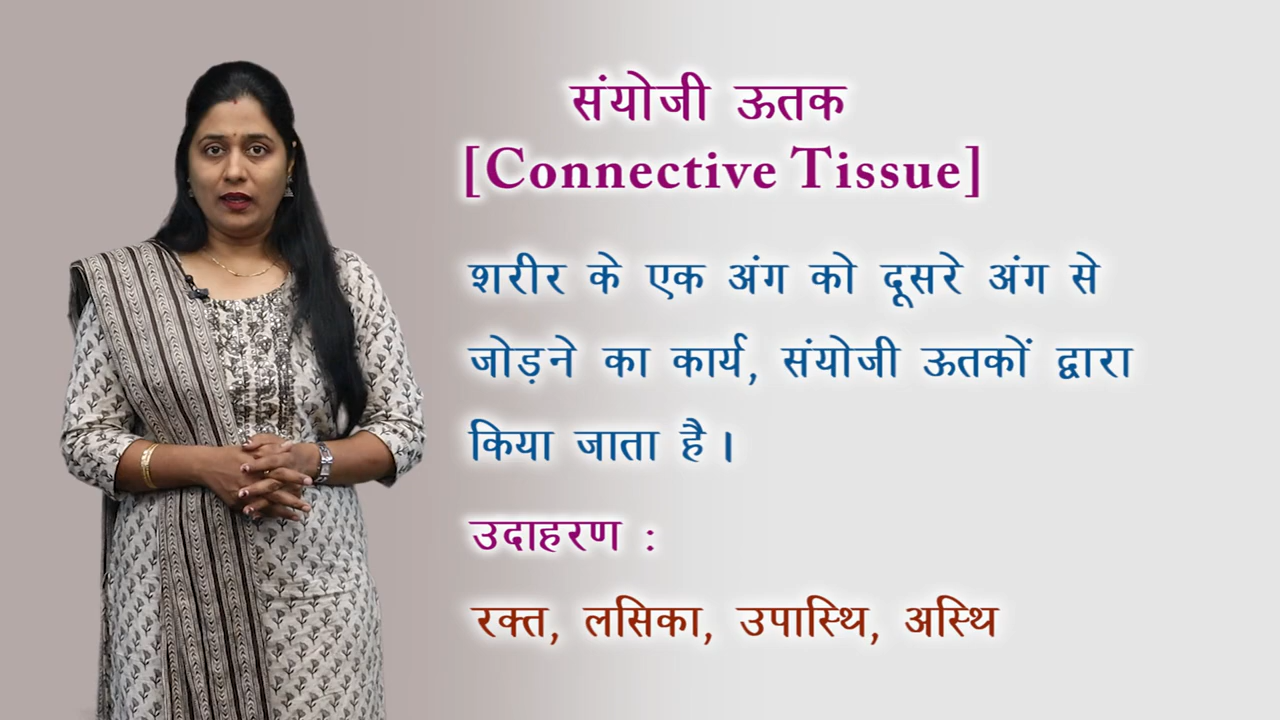 संयोजी ऊतक
[Connective Tissue]
शरीर के एक अंग को दूसरे अंग से
जोड़ने का कार्य, संयोजी ऊतकों द्वारा
किया जाता है।
उदाहरण :
रक्त, लसिका, उपास्थि, अस्थि